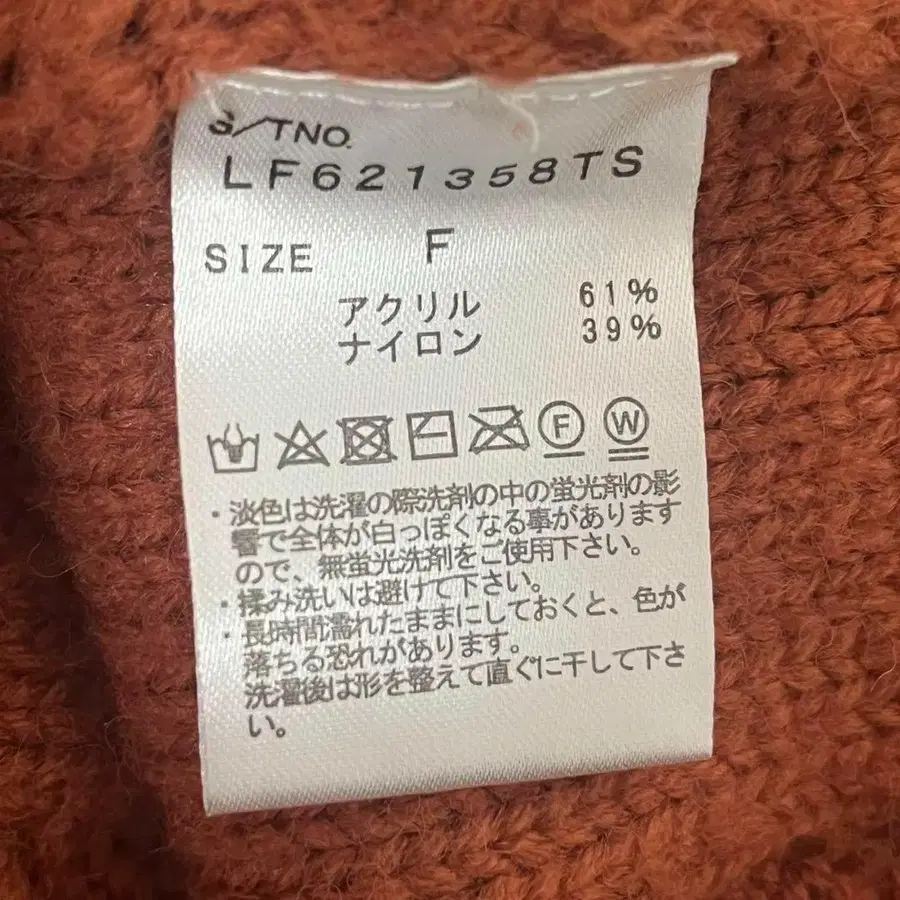 S/TNO.
LF621358TS
SIZE F
アクリル 61%
ナイロン 39%
F W
・淡色は洗濯の際洗剤の中の蛍光剤の影
響で全体が白っぽくなる事があります
ので、無蛍光洗剤をご使用下さい。
・揉み洗いは避けて下さい。
・長時間濡れたままにしておくと、色が
落ちる恐れがあります。
洗濯後は形を整えて直ぐに干して下さ
い。